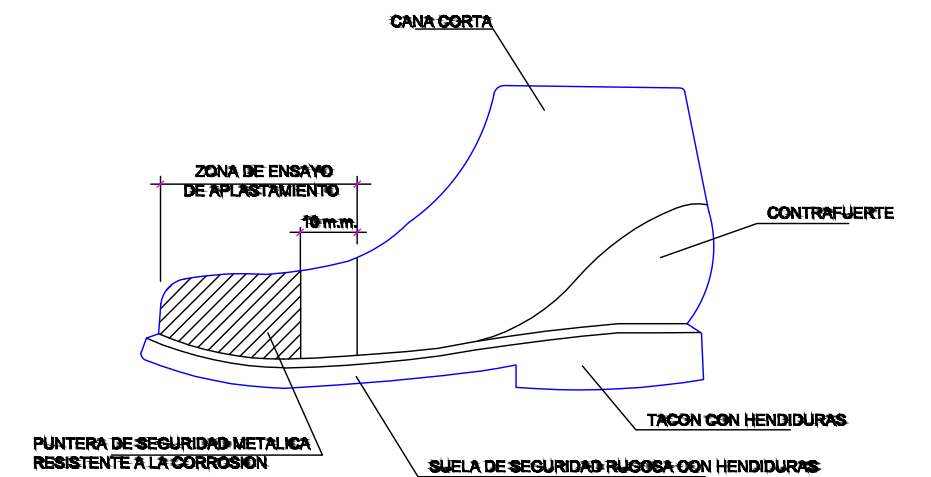 CANA CORTA
ZONA DE ENSAYO
DE APLASTAMIENTO
10 m.m.
CONTRAFUERTE
TACON CON HENDIDURAS
PUNTERA DE SEGURIDAD METALICA
RESISTENTE A LA CORROSION
SUELA DE SEGURIDAD RUGOSA CON HENDIDURAS